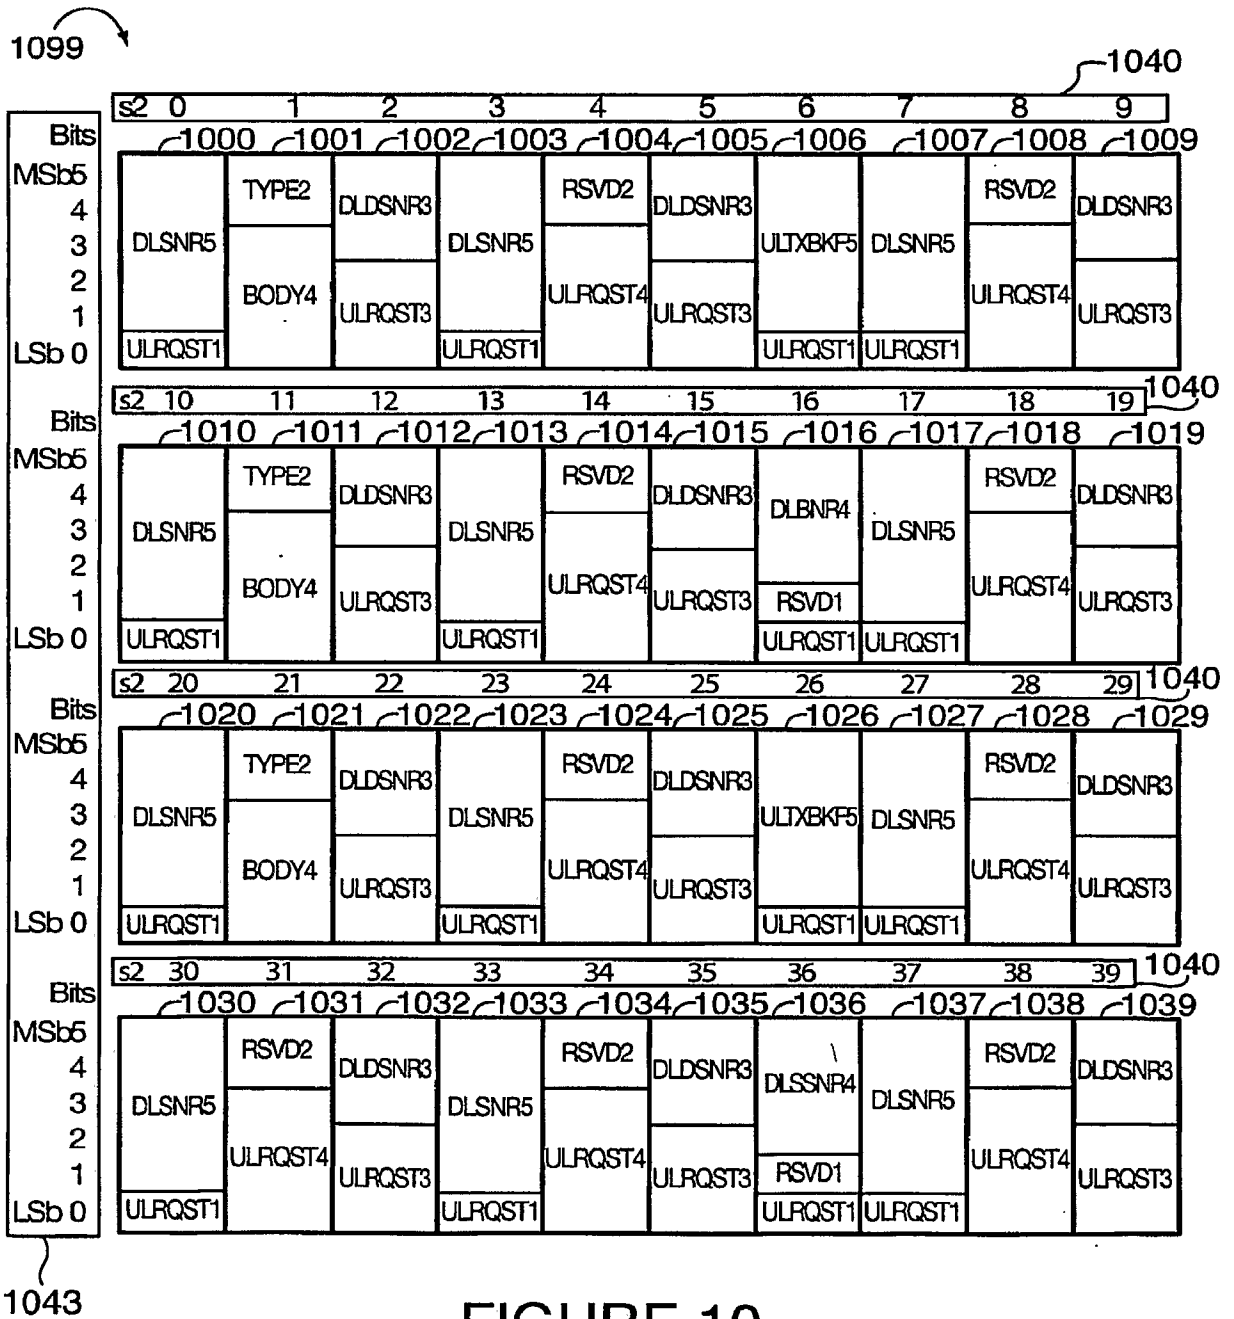 1099
1040
s2 0 1 2 3 4 5 6 7 8 9
Bits 1000 1001 1002 1003 1004 1005 1006 1007 1008 1009
MSb5 TYPE2 RSVD2 RSVD2
4 DLDSNR3 DLDSNR3 DLDSNR3
3 DLSNR5 DLSNR5 ULTXBKF5 DLSNR5
2 BODY4 ULRQST4 ULRQST4
1 ULRQST3 ULRQST3 ULRQST3
LSb 0 ULRQST1 ULRQST1 ULRQST1 ULRQST1
s2 10 11 12 13 14 15 16 17 18 19 1040
Bits 1010 1011 1012 1013 1014 1015 1016 1017 1018 1019
MSb5 TYPE2 RSVD2 RSVD2
4 DLDSNR3 DLDSNR3 DLBNR4 DLDSNR3
3 DLSNR5 DLSNR5 DLSNR5
2 BODY4 ULRQST4 ULRQST4
1 ULRQST3 ULRQST3 RSVD1 ULRQST3
LSb 0 ULRQST1 ULRQST1 ULRQST1 ULRQST1
s2 20 21 22 23 24 25 26 27 28 29 1040
Bits 1020 1021 1022 1023 1024 1025 1026 1027 1028 1029
MSb5 TYPE2 RSVD2 RSVD2
4 DLDSNR3 DLDSNR3 DLDSNR3
3 DLSNR5 DLSNR5 ULTXBKF5 DLSNR5
2 BODY4 ULRQST4 ULRQST4
1 ULRQST3 ULRQST3 ULRQST3
LSb 0 ULRQST1 ULRQST1 ULRQST1 ULRQST1
s2 30 31 32 33 34 35 36 37 38 39 1040
Bits 1030 1031 1032 1033 1034 1035 1036 1037 1038 1039
MSb5 RSVD2 RSVD2 RSVD2
4 DLDSNR3 DLDSNR3 DLSSNR4 DLDSNR3
3 DLSNR5 DLSNR5 DLSNR5
2 ULRQST4 ULRQST4 ULRQST4
1 ULRQST3 ULRQST3 RSVD1 ULRQST3
LSb 0 ULRQST1 ULRQST1 ULRQST1 ULRQST1
1043
FIGURE 10